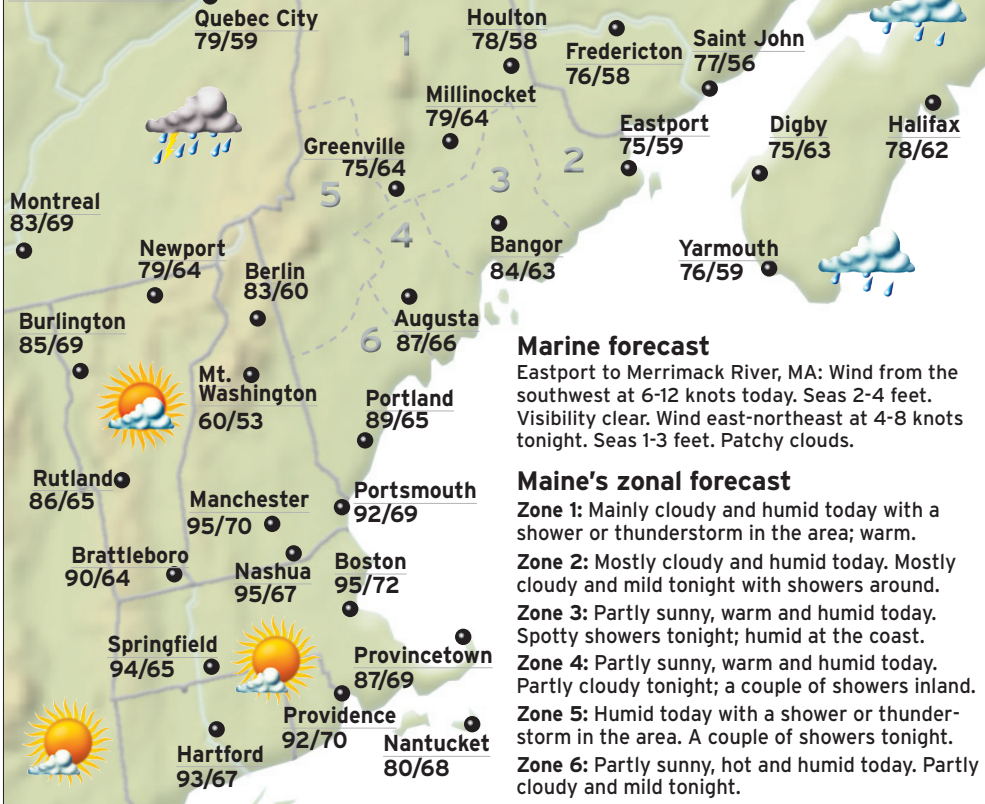 Quebec City
79/59
1
Houlton
78/58
Fredericton
76/58
Saint John
77/56
Millinocket
79/64
Greenville
75/64
Eastport
75/59
Digby
75/63
Halifax
78/62
2
3
5
4
Montreal
83/69
Newport
79/64
Berlin
83/60
Bangor
84/63
Yarmouth
76/59
Burlington
85/69
Augusta
87/66
6
Mt.
Washington
60/53
Portland
89/65
Rutland
86/65
Manchester
95/70
Portsmouth
92/69
Brattleboro
90/64
Nashua
95/67
Boston
95/72
Springfield
94/65
Provincetown
87/69
Providence
92/70
Hartford
93/67
Nantucket
80/68
Marine forecast
Eastport to Merrimack River, MA: Wind from the
southwest at 6-12 knots today. Seas 2-4 feet.
Visibility clear. Wind east-northeast at 4-8 knots
tonight. Seas 1-3 feet. Patchy clouds.
Maine’s zonal forecast
Zone 1: Mainly cloudy and humid today with a
shower or thunderstorm in the area; warm.
Zone 2: Mostly cloudy and humid today. Mostly
cloudy and mild tonight with showers around.
Zone 3: Partly sunny, warm and humid today.
Spotty showers tonight; humid at the coast.
Zone 4: Partly sunny, warm and humid today.
Partly cloudy tonight; a couple of showers inland.
Zone 5: Humid today with a shower or thunder-
storm in the area. A couple of showers tonight.
Zone 6: Partly sunny, hot and humid today. Partly
cloudy and mild tonight.